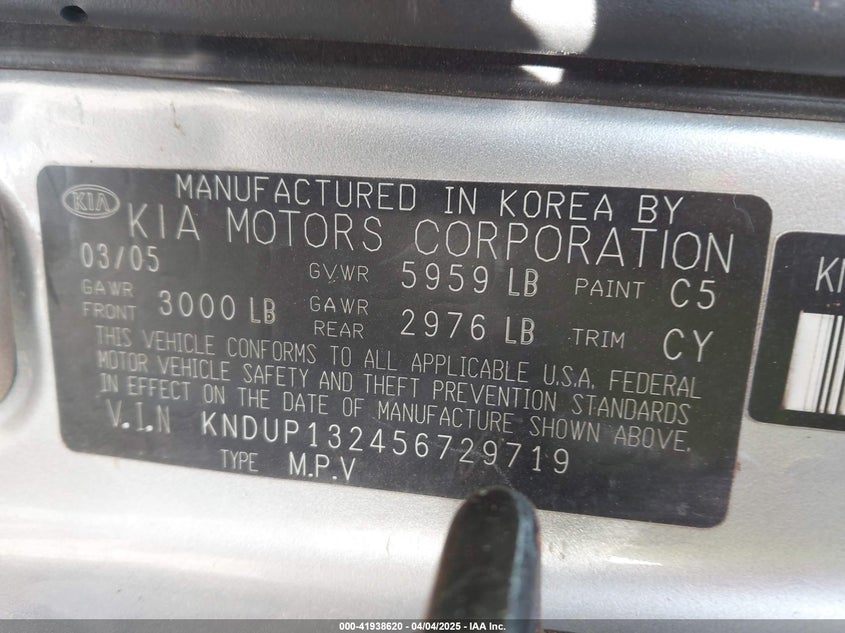 KIA
MANUFACTURED IN KOREA BY
KIA MOTORS CORPORATION
03/05 GVWR 5959 LB PAINT C5
GAWR FRONT 3000 LB GAWR REAR 2976 LB TRIM CY
THIS VEHICLE CONFORMS TO ALL APPLICABLE U.S.A. FEDERAL
MOTOR VEHICLE SAFETY AND THEFT PREVENTION STANDARDS
IN EFFECT ON THE DATE OF MANUFACTURE SHOWN ABOVE.
V.I.N KNDUP132456729719
TYPE M.P.V
000-41938620 - 04/04/2025 - IAA Inc.